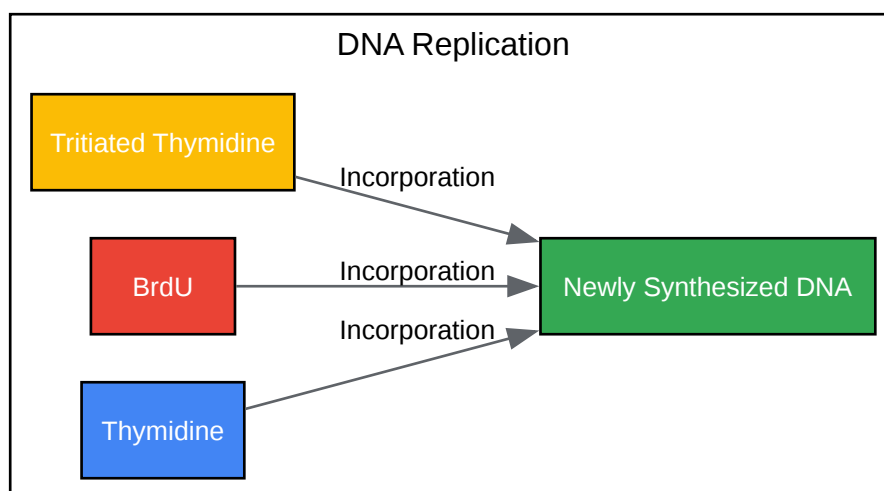 DNA Replication
Tritiated Thymidine
Incorporation
BrdU
Incorporation
Newly Synthesized DNA
Incorporation
Thymidine